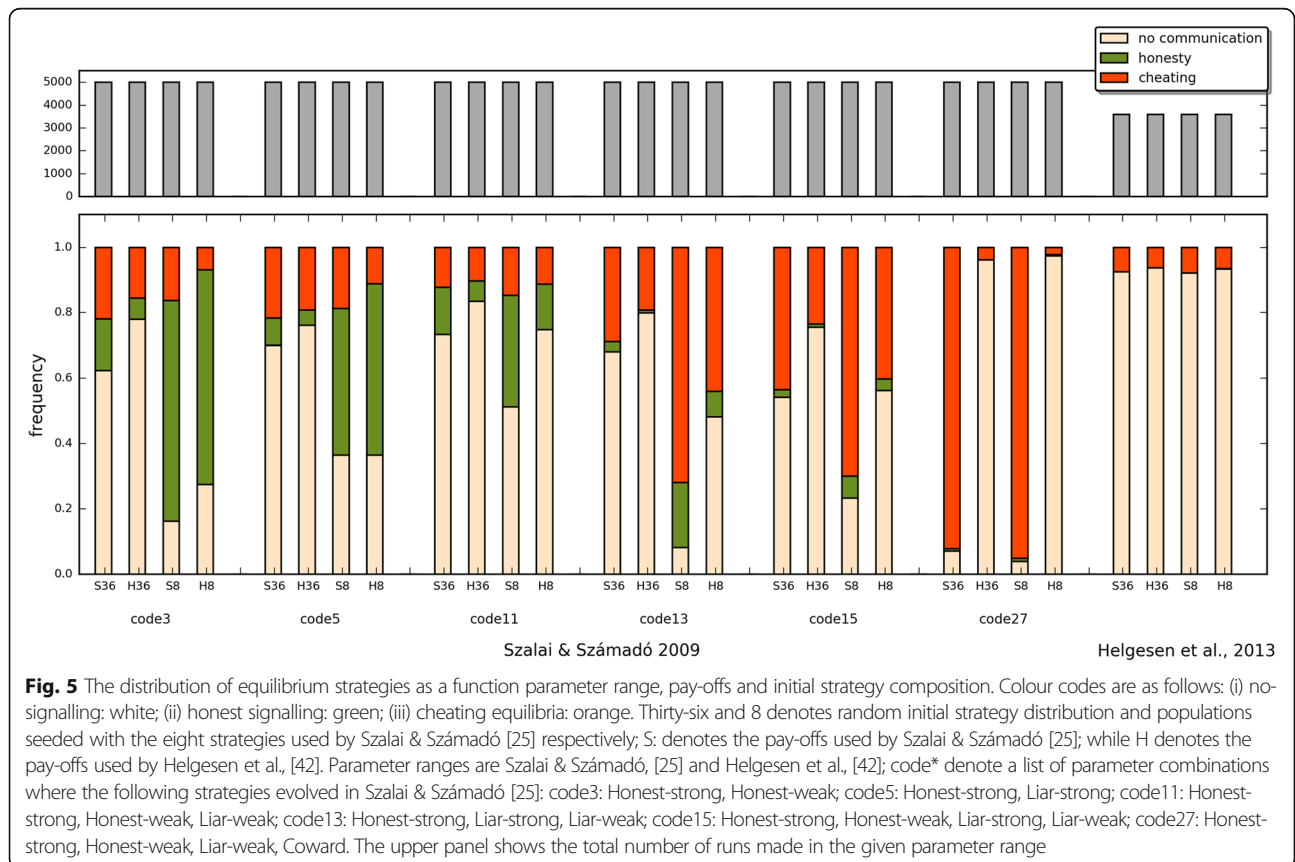 no communication
honesty
cheating
5000
4000
3000
2000
1000
0
1.0
0.8
0.6
0.4
0.2
0.0
frequency
S36 H36 S8 H8 S36 H36 S8 H8 S36 H36 S8 H8 S36 H36 S8 H8 S36 H36 S8 H8 S36 H36 S8 H8 S36 H36 S8 H8
code3 code5 code11 code13 code15 code27
Szalai & Számadó 2009 Helgesen et al., 2013
Fig. 5 The distribution of equilibrium strategies as a function parameter range, pay-offs and initial strategy composition. Colour codes are as follows: (i) no-
signalling: white; (ii) honest signalling: green; (iii) cheating equilibria: orange. Thirty-six and 8 denotes random initial strategy distribution and populations
seeded with the eight strategies used by Szalai & Számadó [25] respectively; S: denotes the pay-offs used by Szalai & Számadó [25]; while H denotes the
pay-offs used by Helgesen et al., [42]. Parameter ranges are Szalai & Számadó, [25] and Helgesen et al., [42]; code* denote a list of parameter combinations
where the following strategies evolved in Szalai & Számadó [25]: code3: Honest-strong, Honest-weak; code5: Honest-strong, Liar-strong; code11: Honest-
strong, Honest-weak, Liar-weak; code13: Honest-strong, Liar-strong, Liar-weak; code15: Honest-strong, Honest-weak, Liar-strong, Liar-weak; code27: Honest-
strong, Honest-weak, Liar-weak, Coward. The upper panel shows the total number of runs made in the given parameter range